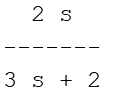 2 s
-------
3 s + 2